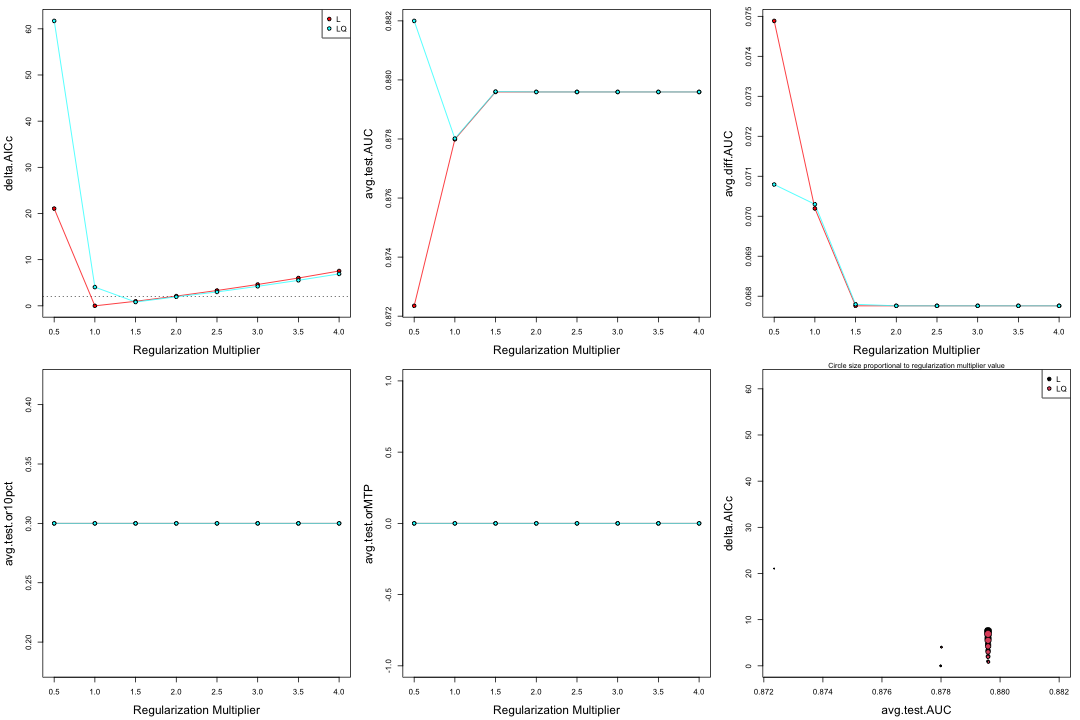 L
LQ
delta.AICc
0 10 20 30 40 50 60
0.5 1.0 1.5 2.0 2.5 3.0 3.5 4.0
Regularization Multiplier
avg.test.AUC
0.872 0.874 0.876 0.878 0.880 0.882
0.5 1.0 1.5 2.0 2.5 3.0 3.5 4.0
Regularization Multiplier
avg.diff.AUC
0.068 0.069 0.070 0.071 0.072 0.073 0.074 0.075
0.5 1.0 1.5 2.0 2.5 3.0 3.5 4.0
Regularization Multiplier
avg.test.or10pct
0.20 0.25 0.30 0.35 0.40
0.5 1.0 1.5 2.0 2.5 3.0 3.5 4.0
Regularization Multiplier
avg.test.orMTP
-1.0 -0.5 0.0 0.5 1.0
0.5 1.0 1.5 2.0 2.5 3.0 3.5 4.0
Regularization Multiplier
Circle size proportional to regularization multiplier value
L
LQ
delta.AICc
0 10 20 30 40 50 60
0.872 0.874 0.876 0.878 0.880 0.882
avg.test.AUC